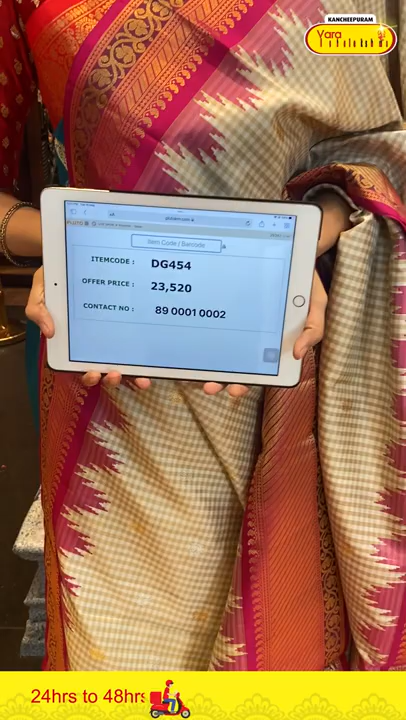 KANCHEEPURAM
Yara
Item Code / Barcode
ITEMCODE : DG454
OFFER PRICE : 23,520
CONTACT NO : 89 0001 0002
24hrs to 48hrs